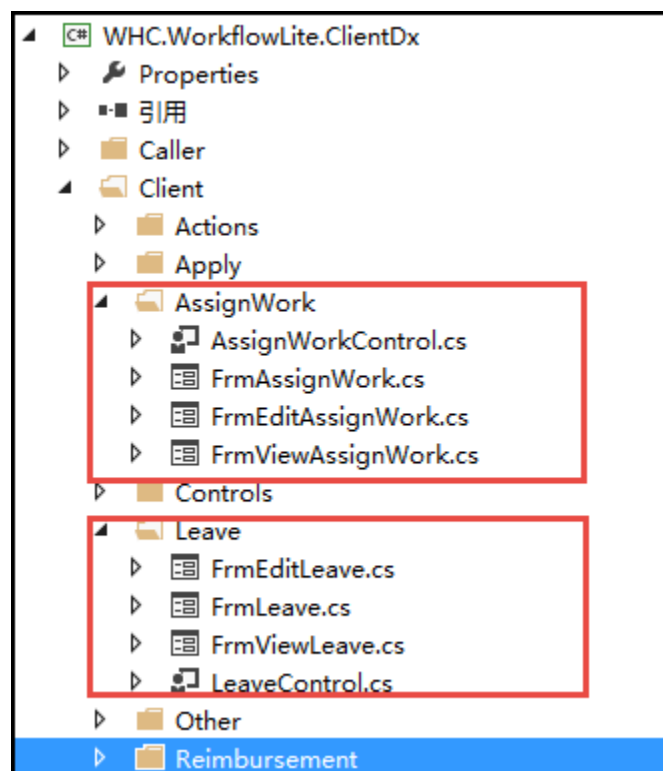 C# WHC.WorkflowLite.ClientDx
Properties
引用
Caller
Client
Actions
Apply
AssignWork
AssignWorkControl.cs
FrmAssignWork.cs
FrmEditAssignWork.cs
FrmViewAssignWork.cs
Controls
Leave
FrmEditLeave.cs
FrmLeave.cs
FrmViewLeave.cs
LeaveControl.cs
Other
Reimbursement